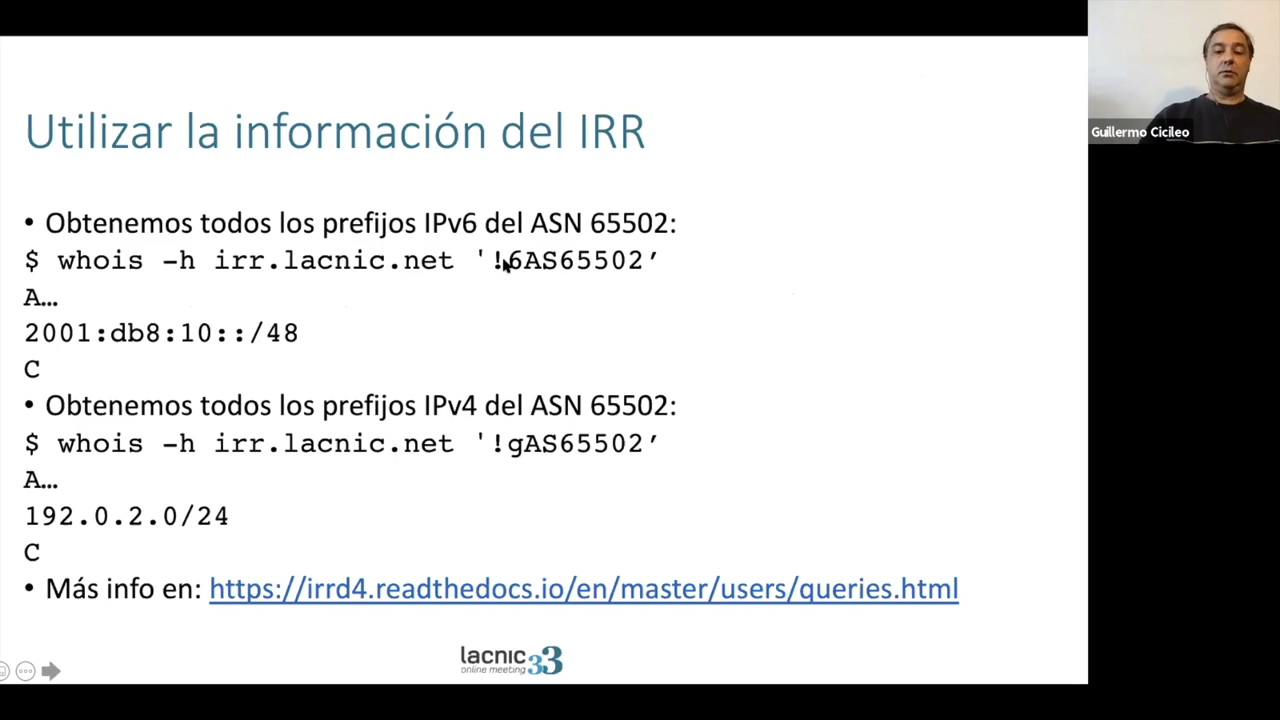 Utilizar la información del IRR
• Obtenemos todos los prefijos IPv6 del ASN 65502:
$ whois -h irr.lacnic.net '!6AS65502’
A…
2001:db8:10::/48
C
• Obtenemos todos los prefijos IPv4 del ASN 65502:
$ whois -h irr.lacnic.net '!gAS65502’
A…
192.0.2.0/24
C
• Más info en: https://irrd4.readthedocs.io/en/master/users/queries.html
lacnic 33
online meeting
Guillermo Cicileo